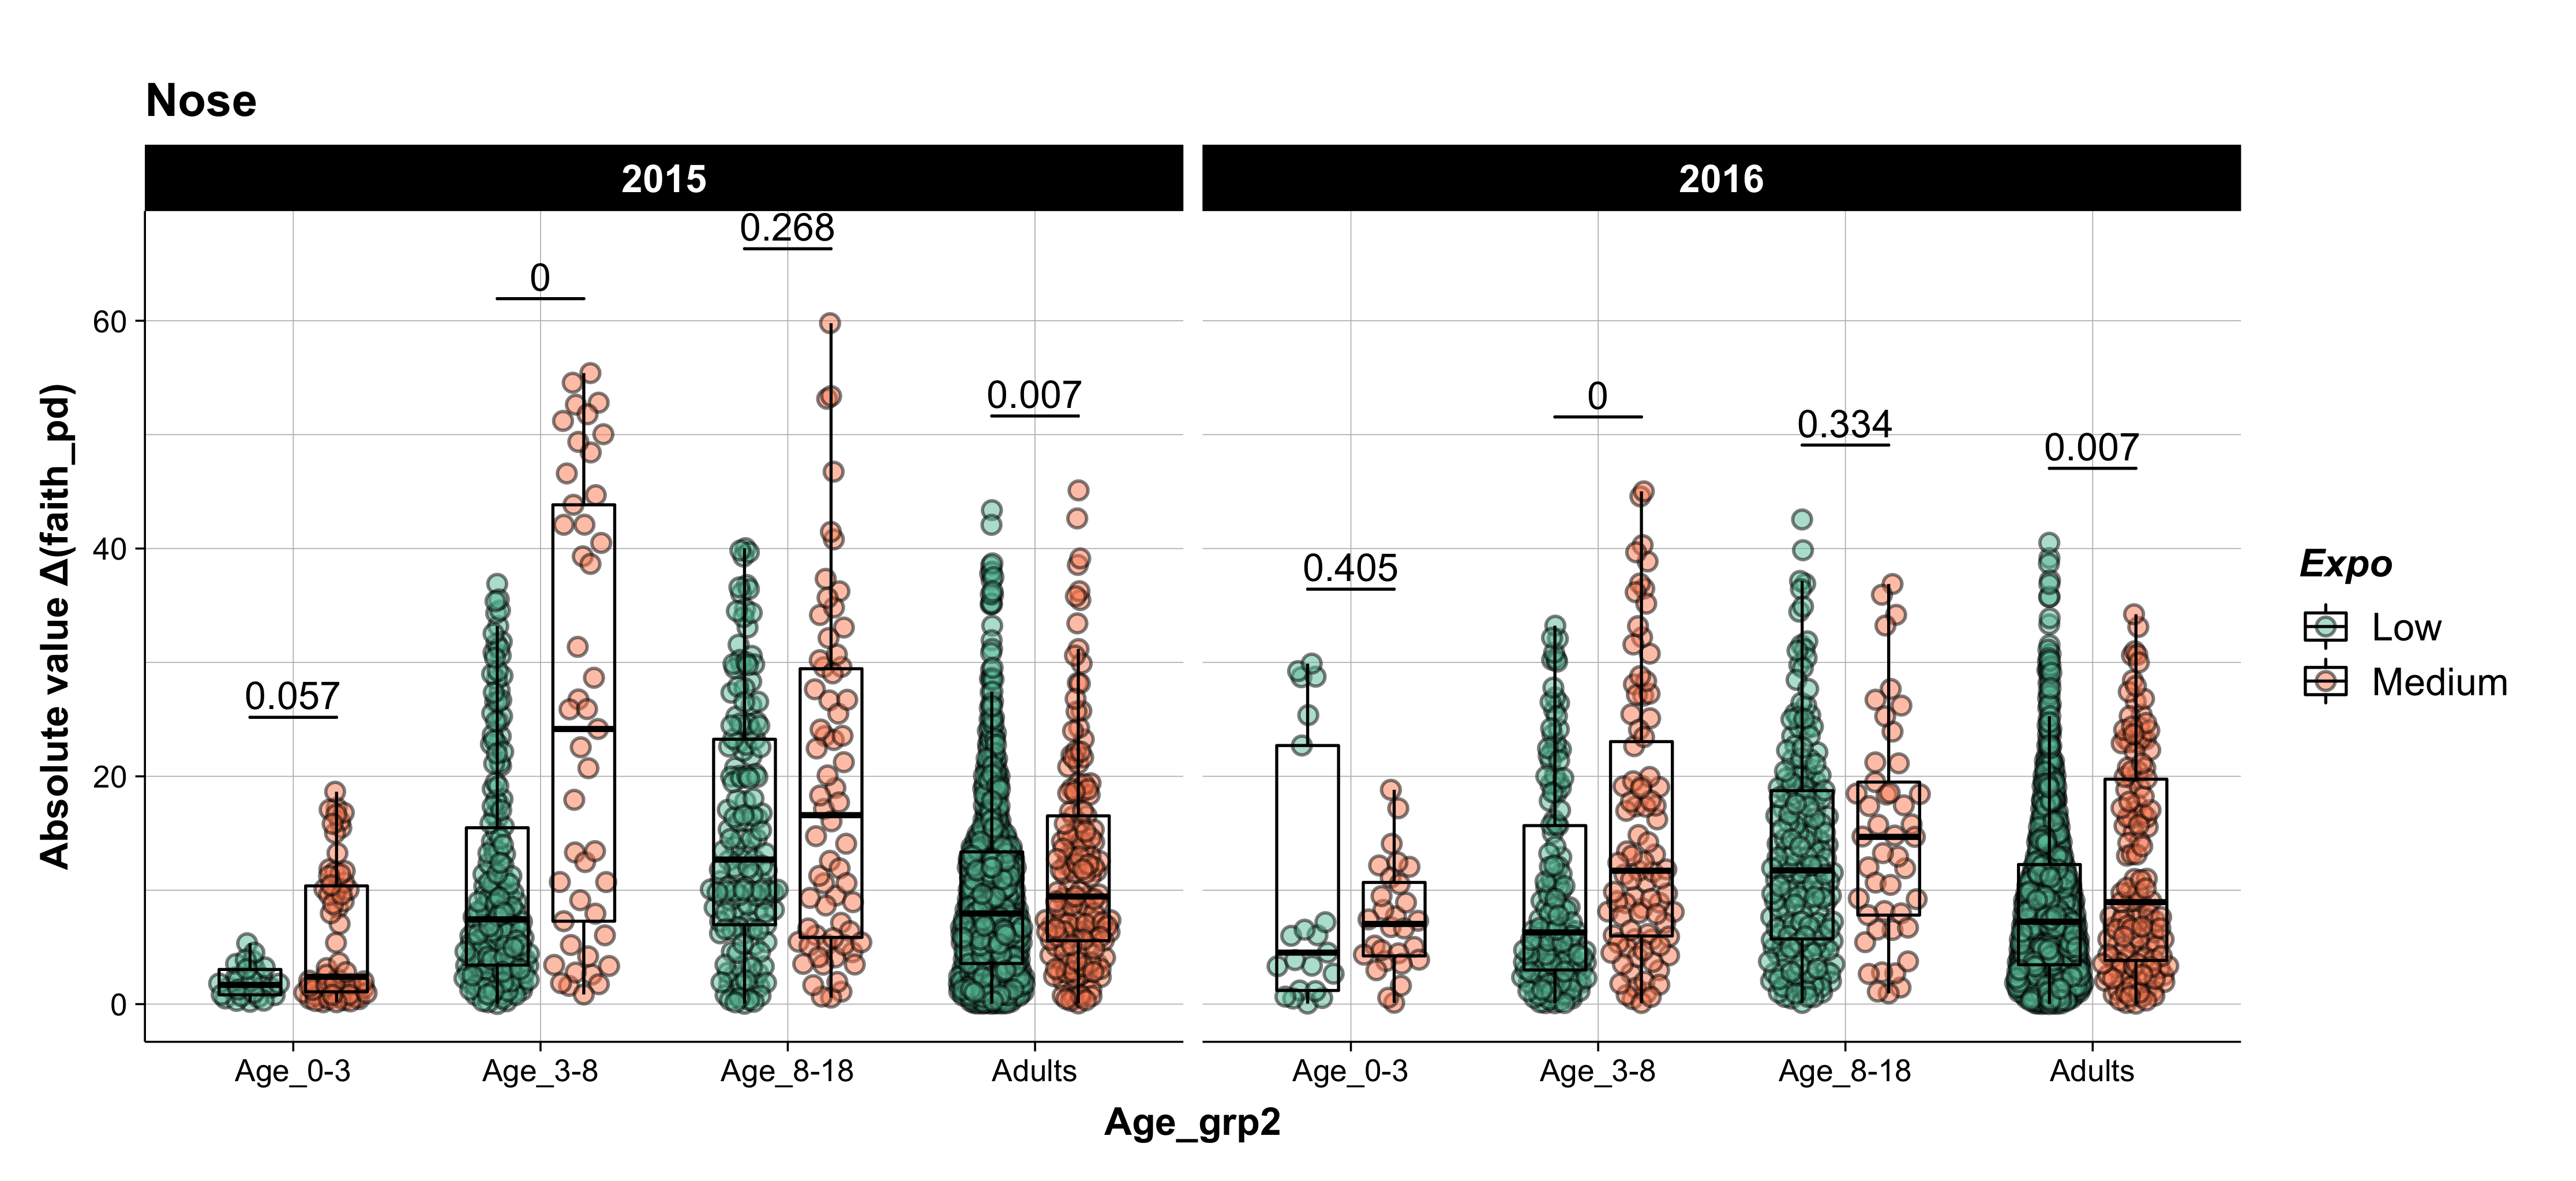 Nose
2015
2016
0.057
0
0.268
0.007
0.405
0
0.334
0.007
60
40
20
0
Absolute value Δ(faith_pd)
Age_0-3
Age_3-8
Age_8-18
Adults
Age_0-3
Age_3-8
Age_8-18
Adults
Age_grp2
Expo
Low
Medium